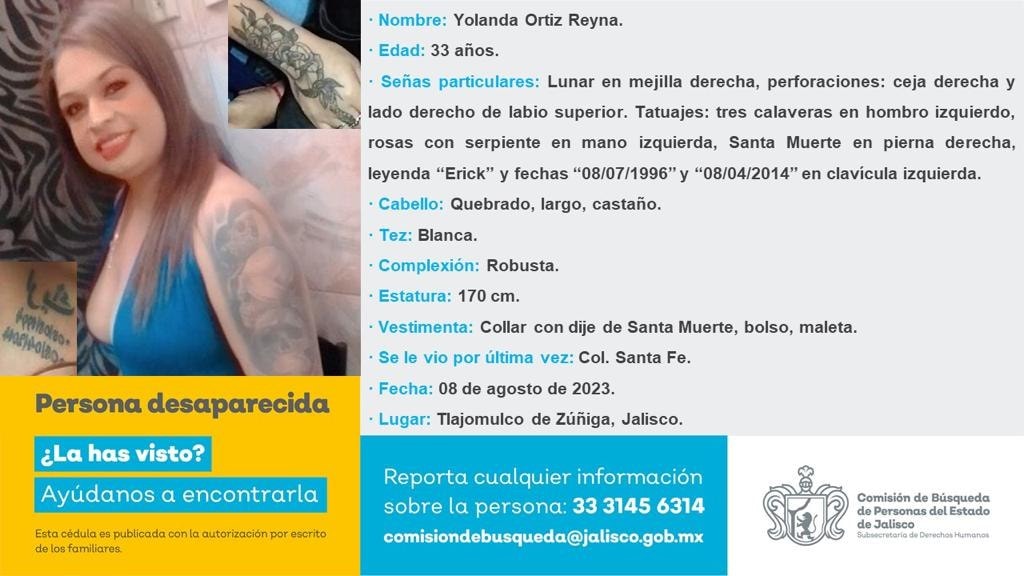 · Nombre: Yolanda Ortiz Reyna.
· Edad: 33 años.
· Señas particulares: Lunar en mejilla derecha, perforaciones: ceja derecha y
lado derecho de labio superior. Tatuajes: tres calaveras en hombro izquierdo,
rosas con serpiente en mano izquierda, Santa Muerte en pierna derecha,
leyenda “Erick” y fechas “08/07/1996” y “08/04/2014” en clavícula izquierda.
· Cabello: Quebrado, largo, castaño.
· Tez: Blanca.
· Complexión: Robusta.
· Estatura: 170 cm.
· Vestimenta: Collar con dije de Santa Muerte, bolso, maleta.
· Se le vio por última vez: Col. Santa Fe.
· Fecha: 08 de agosto de 2023.
· Lugar: Tlajomulco de Zúñiga, Jalisco.
Persona desaparecida
¿La has visto?
Ayúdanos a encontrarla
Esta cédula es publicada con la autorización por escrito
de los familiares.
Reporta cualquier información
sobre la persona: 33 3145 6314
comisiondebusqueda@jalisco.gob.mx
Comisión de Búsqueda
de Personas del Estado
de Jalisco
Subsecretaría de Derechos Humanos